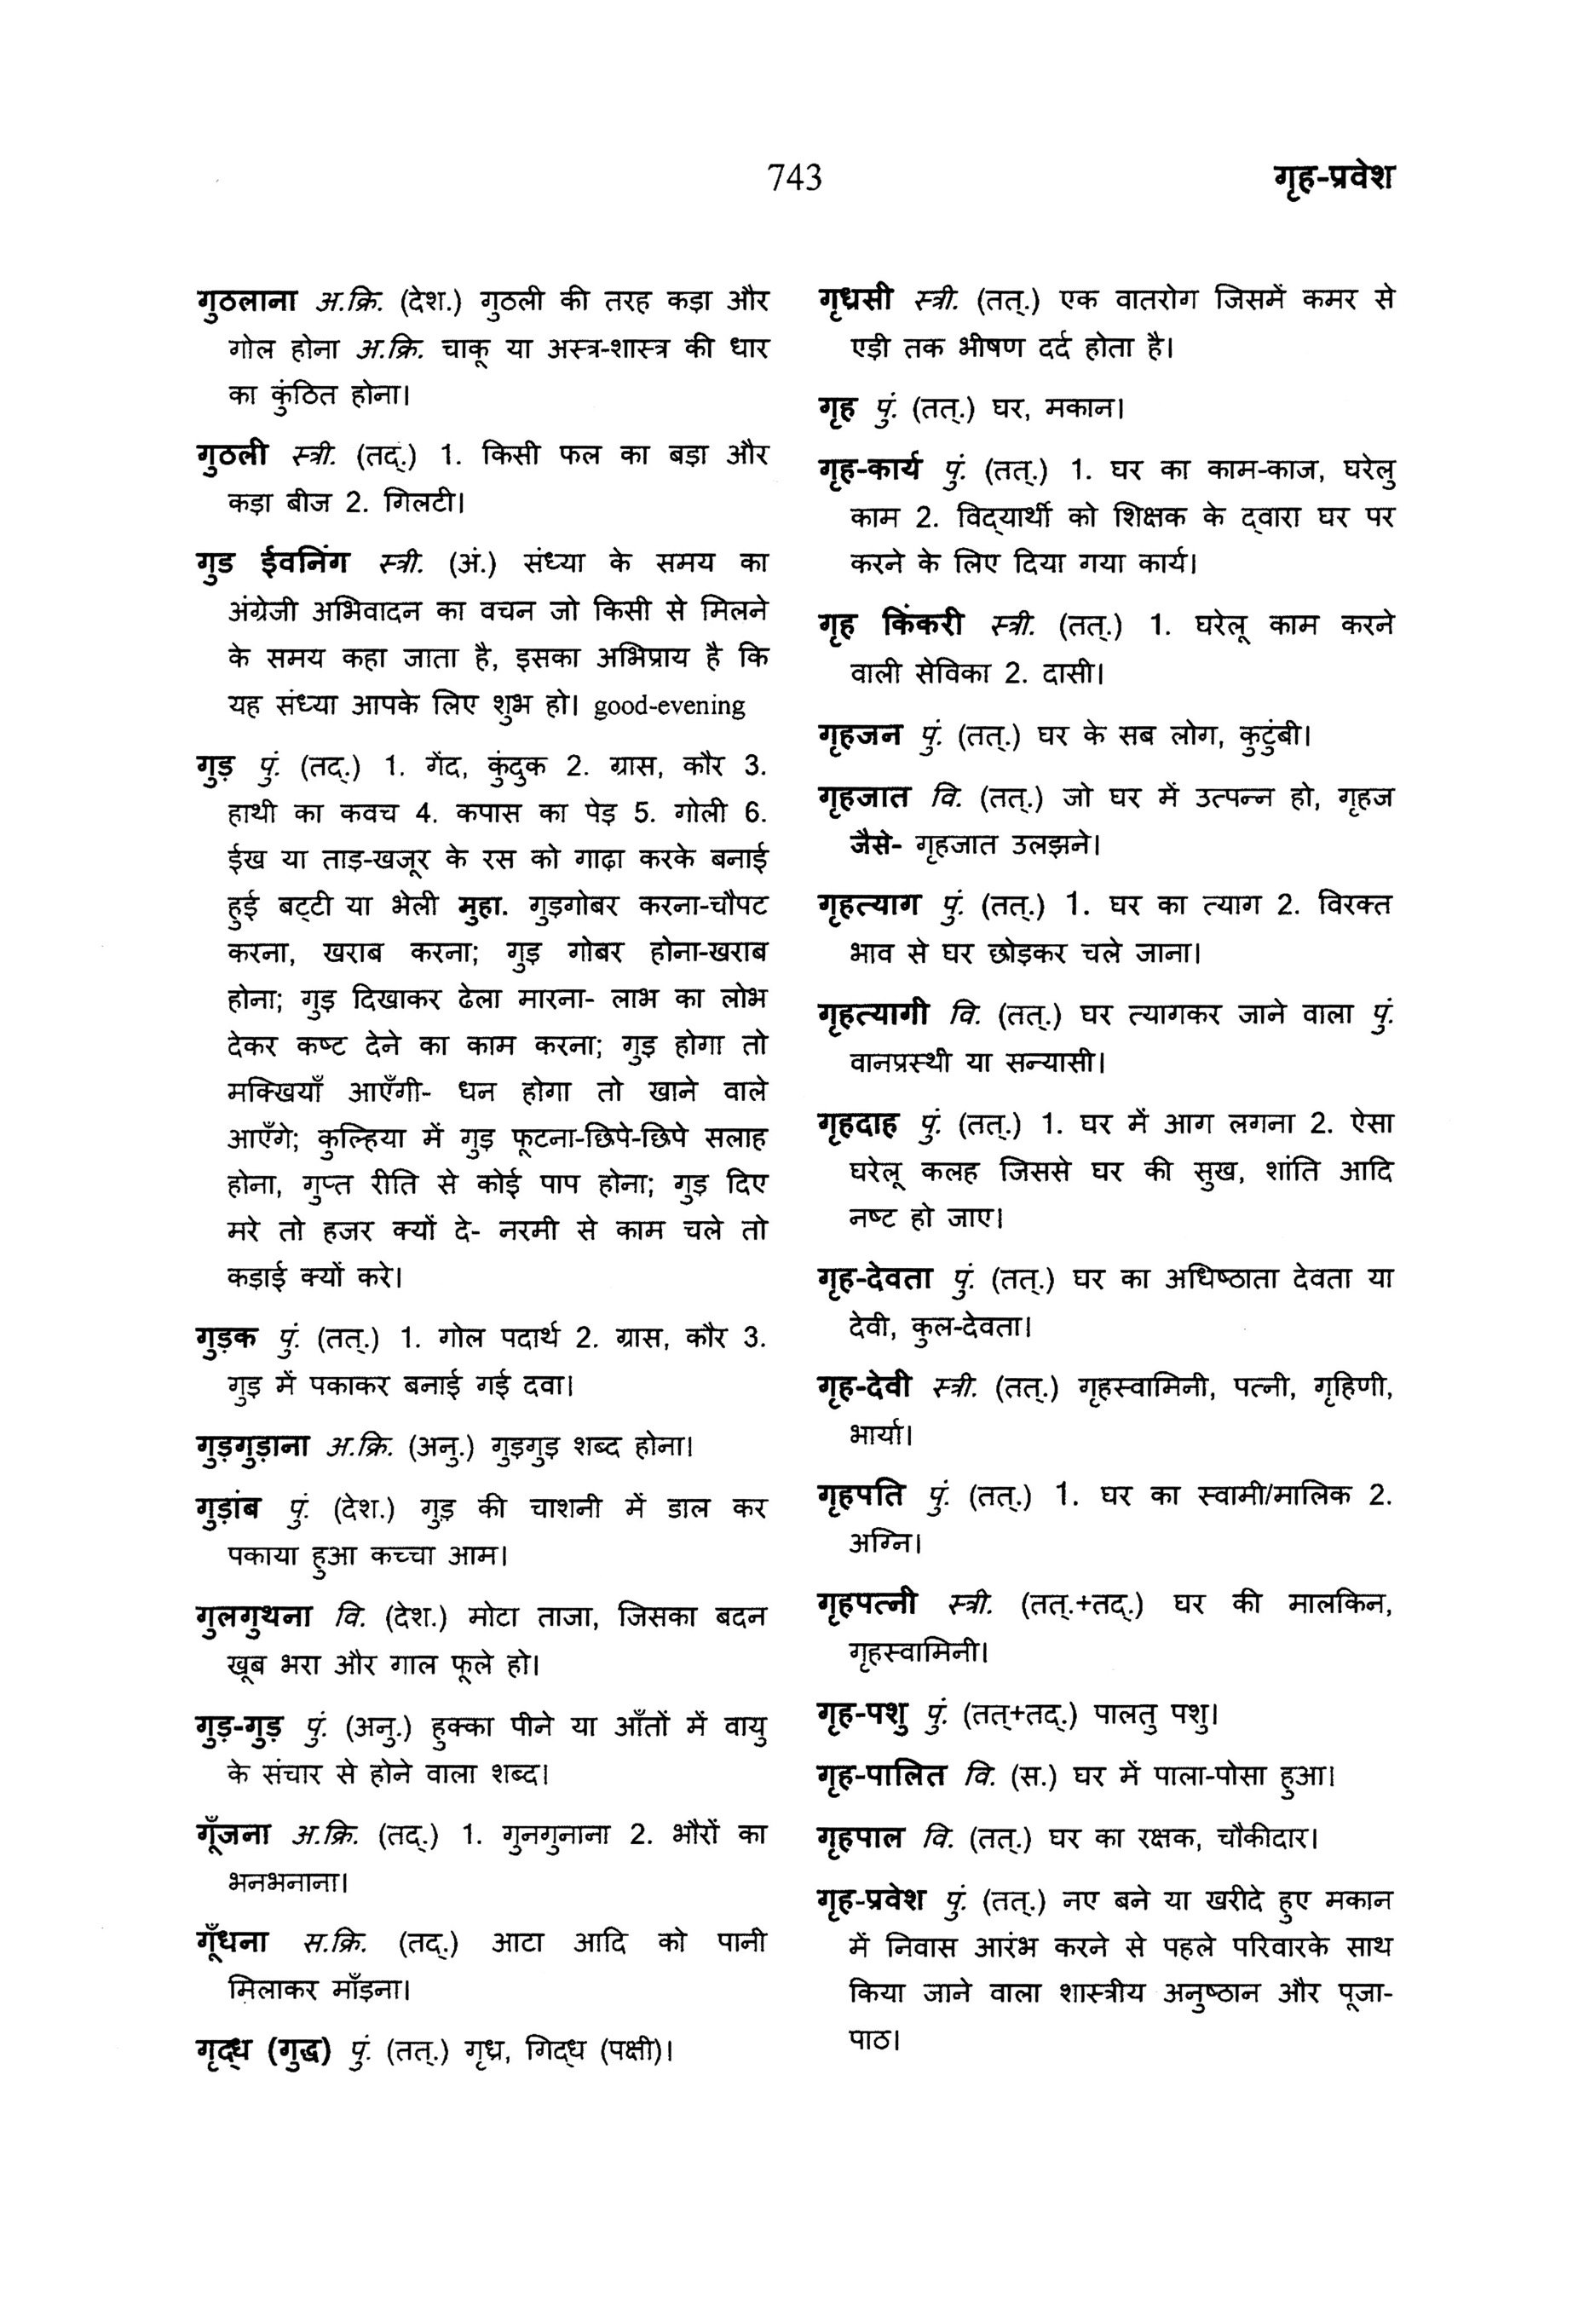 743
गृह-प्रवेश
गुठलाना अ.क्रि. (देश.) गुठली की तरह कड़ा और
गोल होना अ.क्रि. चाकू या अस्त्र-शास्त्र की धार
का कुंठित होना।
गुठली स्त्री. (तद्.) 1. किसी फल का बड़ा और
कड़ा बीज 2. गिलटी।
गुड ईवनिंग स्त्री. (अं.) संध्या के समय का
अंग्रेजी अभिवादन का वचन जो किसी से मिलने
के समय कहा जाता है, इसका अभिप्राय है कि
यह संध्या आपके लिए शुभ हो। good-evening
गुड़ पुं. (तद्.) 1. गेंद, कुंदुक 2. ग्रास, कौर 3.
हाथी का कवच 4. कपास का पेड़ 5. गोली 6.
ईख या ताड़-खजूर के रस को गाढ़ा करके बनाई
हुई बट्‌टी या भेली मुहा. गुड़गोबर करना-चौपट
करना, खराब करना; गुड़ गोबर होना-खराब
होना; गुड़ दिखाकर ढेला मारना- लाभ का लोभ
देकर कष्ट देने का काम करना; गुड़ होगा तो
मक्खियाँ आएँगी- धन होगा तो खाने वाले
आएँगे; कुल्हिया में गुड़ फूटना-छिपे-छिपे सलाह
होना, गुप्त रीति से कोई पाप होना; गुड़ दिए
मरे तो हजर क्यों दे- नरमी से काम चले तो
कड़ाई क्यों करे।
गुड़क पुं. (तत्.) 1. गोल पदार्थ 2. ग्रास, कौर 3.
गुड़ में पकाकर बनाई गई दवा।
गुड़गुड़ाना अ.क्रि. (अनु.) गुड़गुड़ शब्द होना।
गुड़ांब पुं. (देश.) गुड़ की चाशनी में डाल कर
पकाया हुआ कच्चा आम।
गुलगुथना वि. (देश.) मोटा ताजा, जिसका बदन
खूब भरा और गाल फूले हो।
गुड़-गुड़ पुं. (अनु.) हुक्का पीने या आँतों में वायु
के संचार से होने वाला शब्द।
गूँजना अ.क्रि. (तद्.) 1. गुनगुनाना 2. भौरों का
भनभनाना।
गूँधना स.क्रि. (तद्.) आटा आदि को पानी
मिलाकर माँड़ना।
गृद्‌ध (गुद्ध) पुं. (तत्.) गृध्र, गिद्‌ध (पक्षी)।
गृध्रसी स्त्री. (तत्.) एक वातरोग जिसमें कमर से
एड़ी तक भीषण दर्द होता है।
गृह पुं. (तत्.) घर, मकान।
गृह-कार्य पुं. (तत्.) 1. घर का काम-काज, घरेलु
काम 2. विद्‌यार्थी को शिक्षक के द्‌वारा घर पर
करने के लिए दिया गया कार्य।
गृह किंकरी स्त्री. (तत्.) 1. घरेलू काम करने
वाली सेविका 2. दासी।
गृहजन पुं. (तत्.) घर के सब लोग, कुटुंबी।
गृहजात वि. (तत्.) जो घर में उत्पन्न हो, गृहज
जैसे- गृहजात उलझने।
गृहत्याग पुं. (तत्.) 1. घर का त्याग 2. विरक्त
भाव से घर छोड़कर चले जाना।
गृहत्यागी वि. (तत्.) घर त्यागकर जाने वाला पुं.
वानप्रस्थी या सन्यासी।
गृहदाह पुं. (तत्.) 1. घर में आग लगना 2. ऐसा
घरेलू कलह जिससे घर की सुख, शांति आदि
नष्ट हो जाए।
गृह-देवता पुं. (तत्.) घर का अधिष्ठाता देवता या
देवी, कुल-देवता।
गृह-देवी स्त्री. (तत्.) गृहस्वामिनी, पत्नी, गृहिणी,
भार्या।
गृहपति पुं. (तत्.) 1. घर का स्वामी/मालिक 2.
अग्नि।
गृहपत्नी स्त्री. (तत्.+तद्.) घर की मालकिन,
गृहस्वामिनी।
गृह-पशु पुं. (तत्+तद्.) पालतु पशु।
गृह-पालित वि. (स.) घर में पाला-पोसा हुआ।
गृहपाल वि. (तत्.) घर का रक्षक, चौकीदार।
गृह-प्रवेश पुं. (तत्.) नए बने या खरीदे हुए मकान
में निवास आरंभ करने से पहले परिवारके साथ
किया जाने वाला शास्त्रीय अनुष्ठान और पूजा-
पाठ।